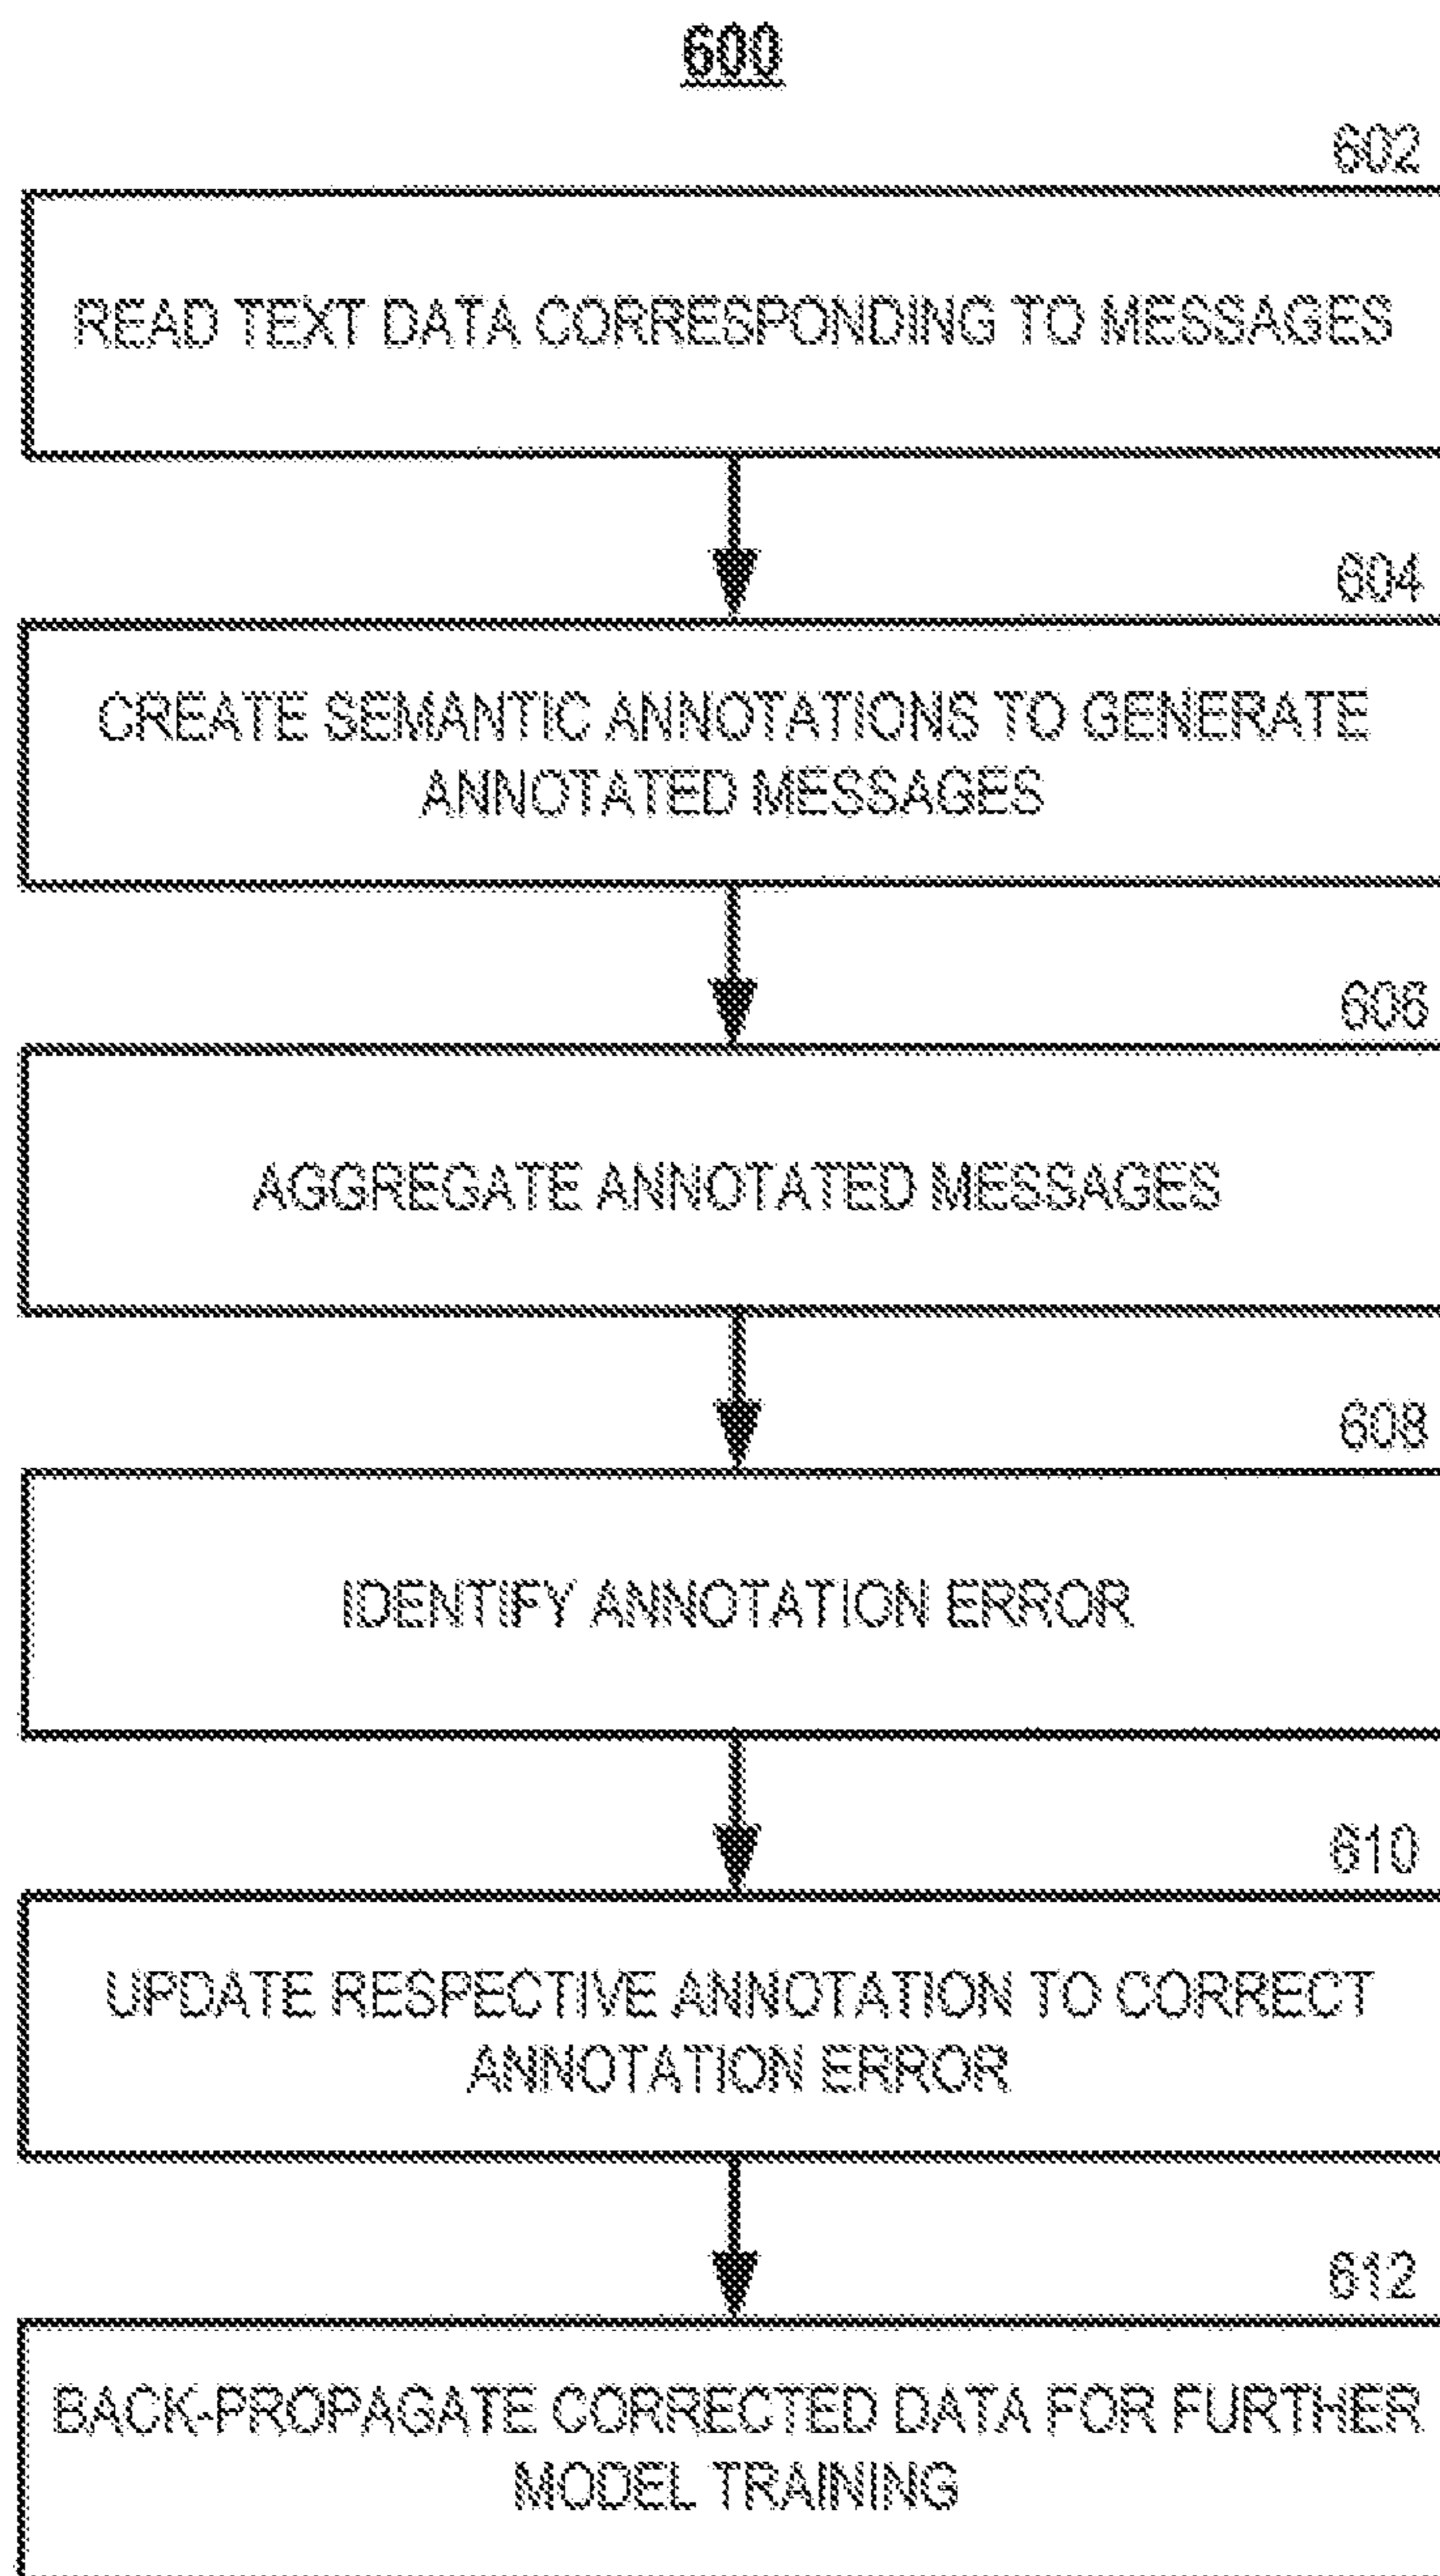 600
602
READ TEXT DATA CORRESPONDING TO MESSAGES
604
CREATE SEMANTIC ANNOTATIONS TO GENERATE
ANNOTATED MESSAGES
606
AGGREGATE ANNOTATED MESSAGES
608
IDENTIFY ANNOTATION ERROR
610
UPDATE RESPECTIVE ANNOTATION TO CORRECT
ANNOTATION ERROR
612
BACK-PROPAGATE CORRECTED DATA FOR FURTHER
MODEL TRAINING